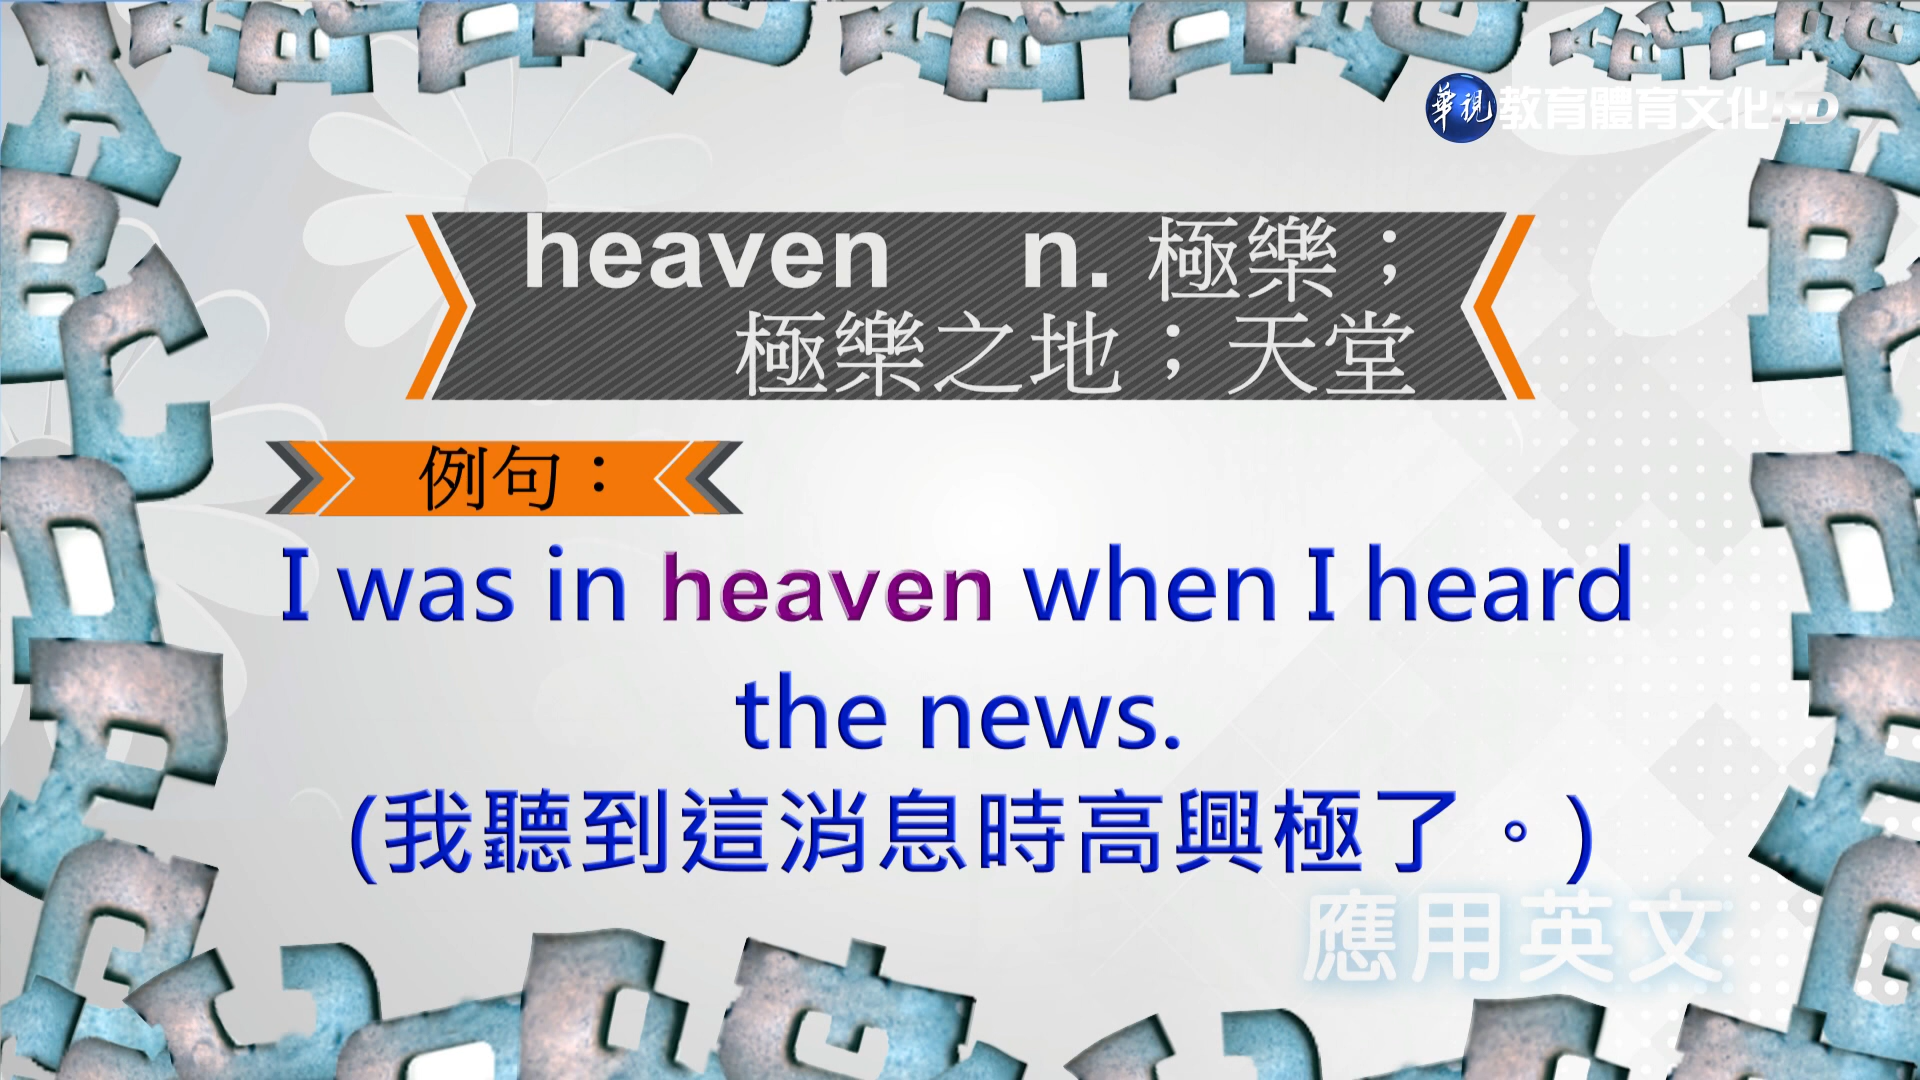 華視 教育體育文化HD
heaven n. 極樂；
極樂之地；天堂
例句：
I was in heaven when I heard
the news.
(我聽到這消息時高興極了。)
應用英文